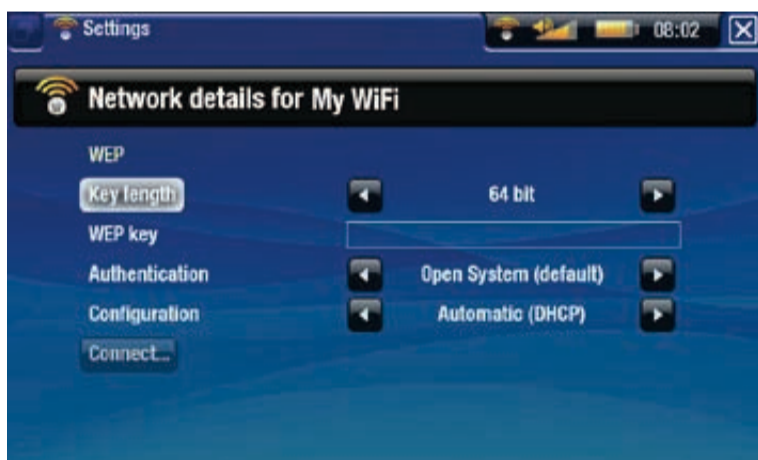 Settings
08:02
Network details for My WiFi
WEP
Key length 64 bit
WEP key
Authentication Open System (default)
Configuration Automatic (DHCP)
Connect...